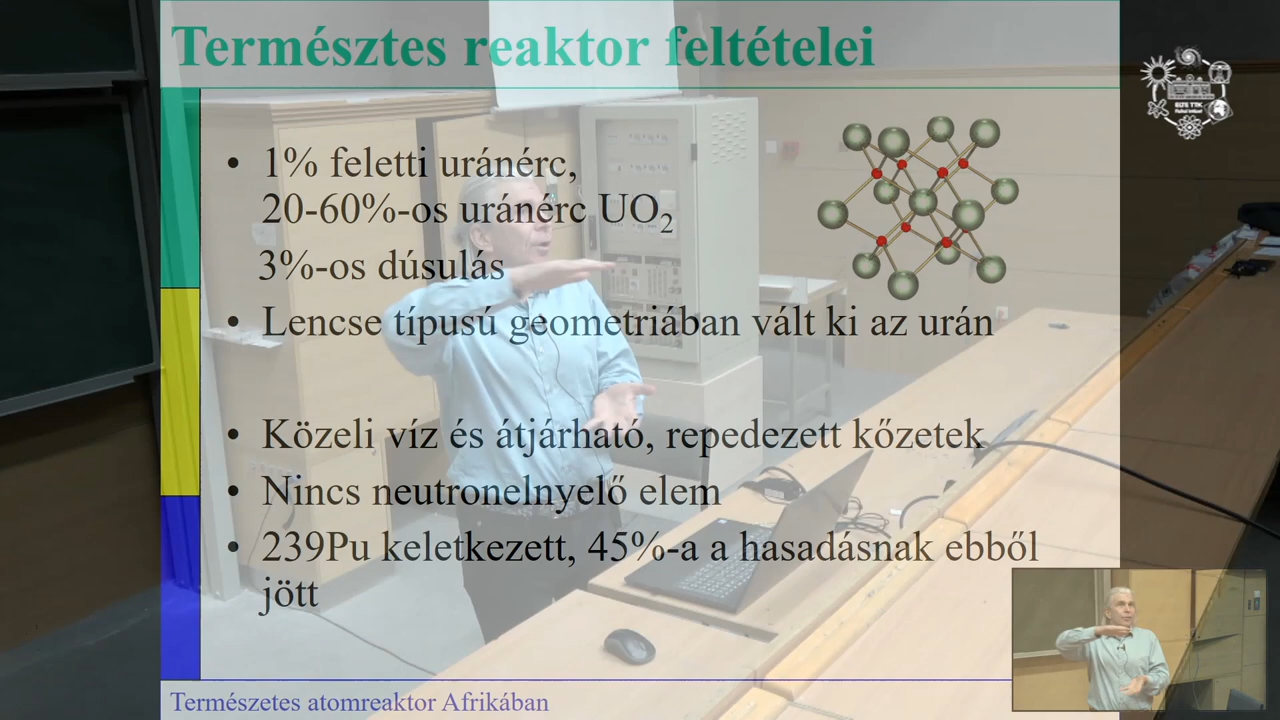 Természtes reaktor feltételei
ELTE TTK
• 1% feletti uránérc,
20-60%-os uránérc UO₂
3%-os dúsulás
• Lencse típusú geometriában vált ki az urán
• Közeli víz és átjárható, repedezett kőzetek
• Nincs neutronelnyelő elem
• 239Pu keletkezett, 45%-a a hasadásnak ebből
jött
Természetes atomreaktor Afrikában